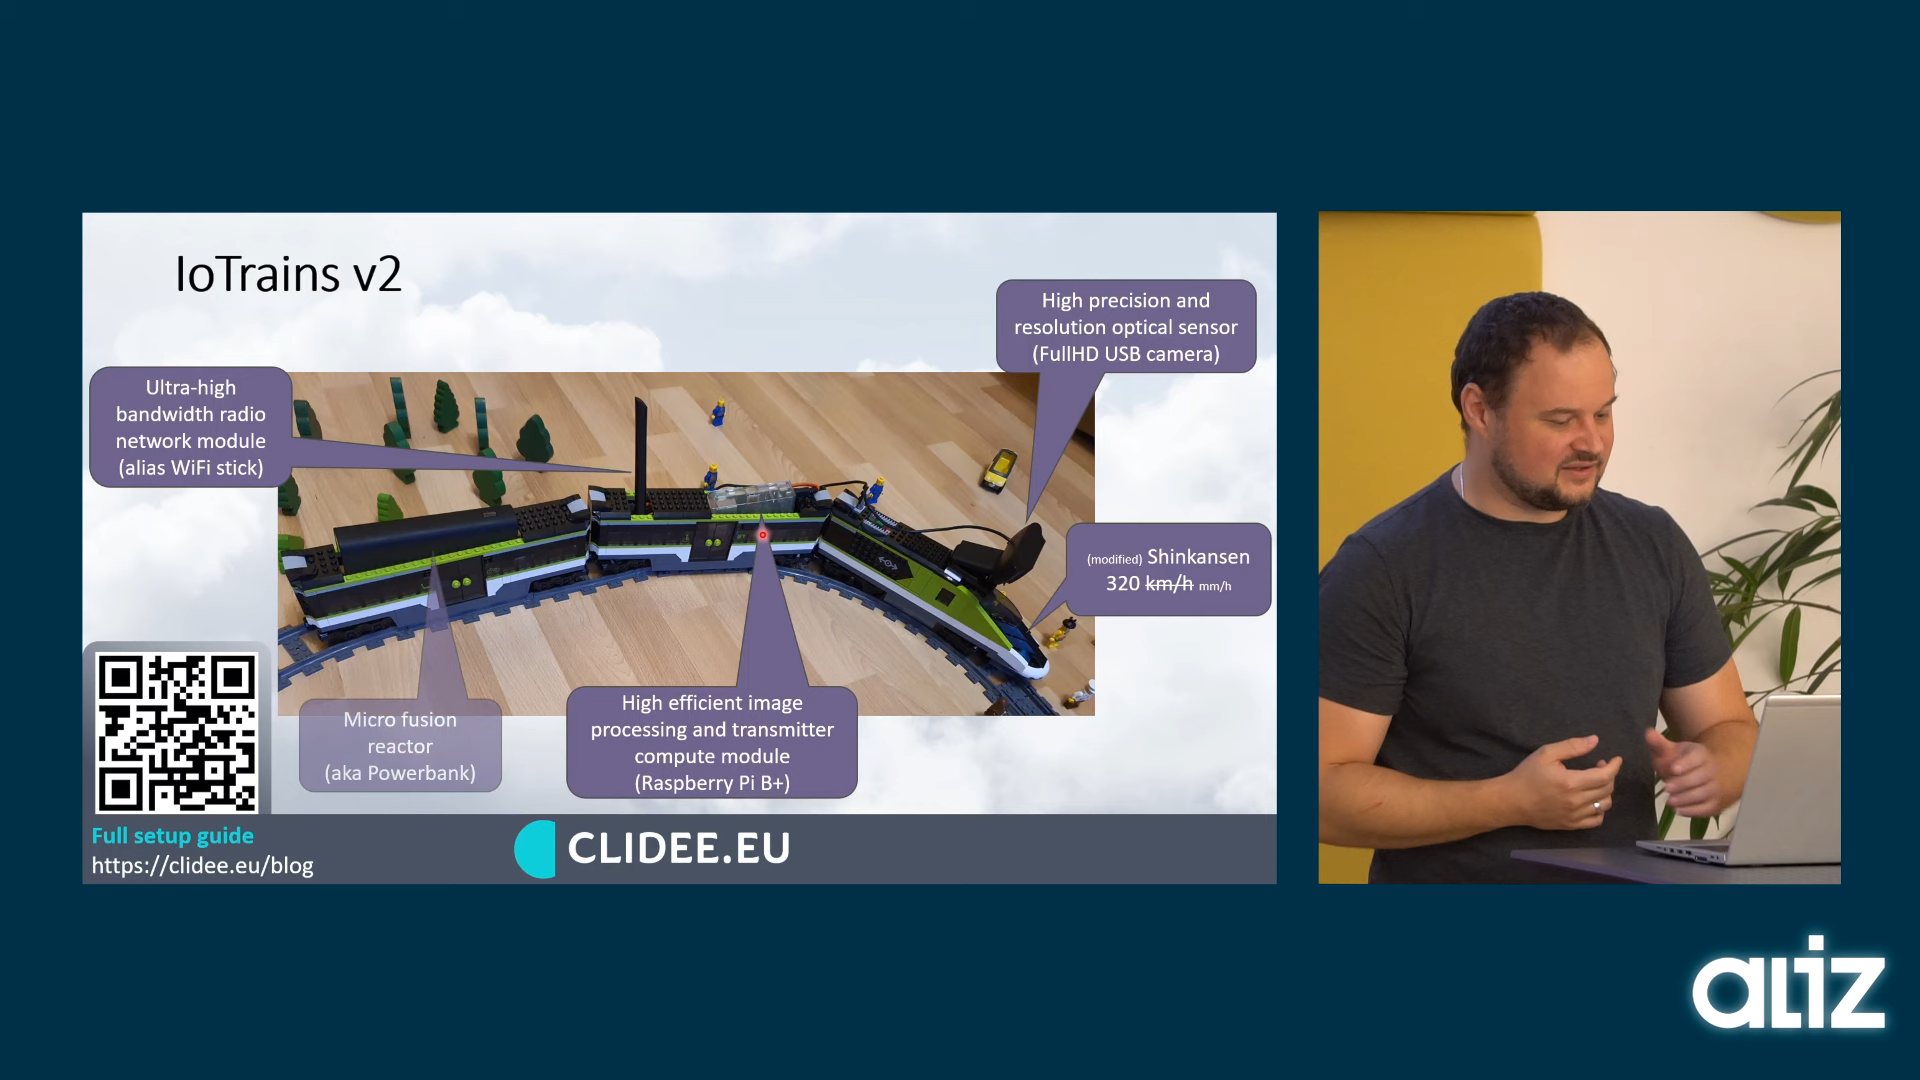 IoTrains v2
High precision and
resolution optical sensor
(FullHD USB camera)
Ultra-high
bandwidth radio
network module
(alias WiFi stick)
(modified) Shinkansen
320 km/h mm/h
Micro fusion
reactor
(aka Powerbank)
High efficient image
processing and transmitter
compute module
(Raspberry Pi B+)
Full setup guide
https://clidee.eu/blog
CLIDEE.EU
aliz